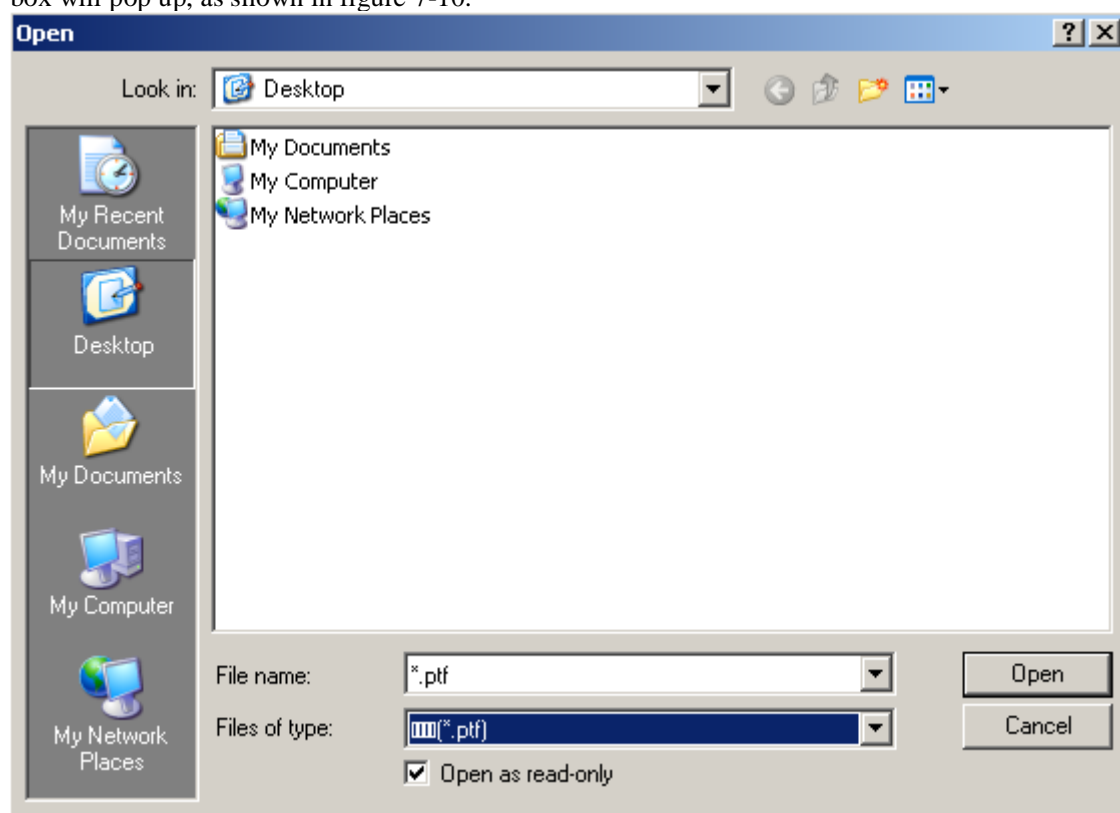 box will pop up, as shown in figure 7-10.
Open
Look in: Desktop
My Recent
Documents
Desktop
My Documents
My Computer
My Network
Places
My Documents
My Computer
My Network Places
File name: *.ptf
Open
Files of type: (*.ptf)
Cancel
Open as read-only